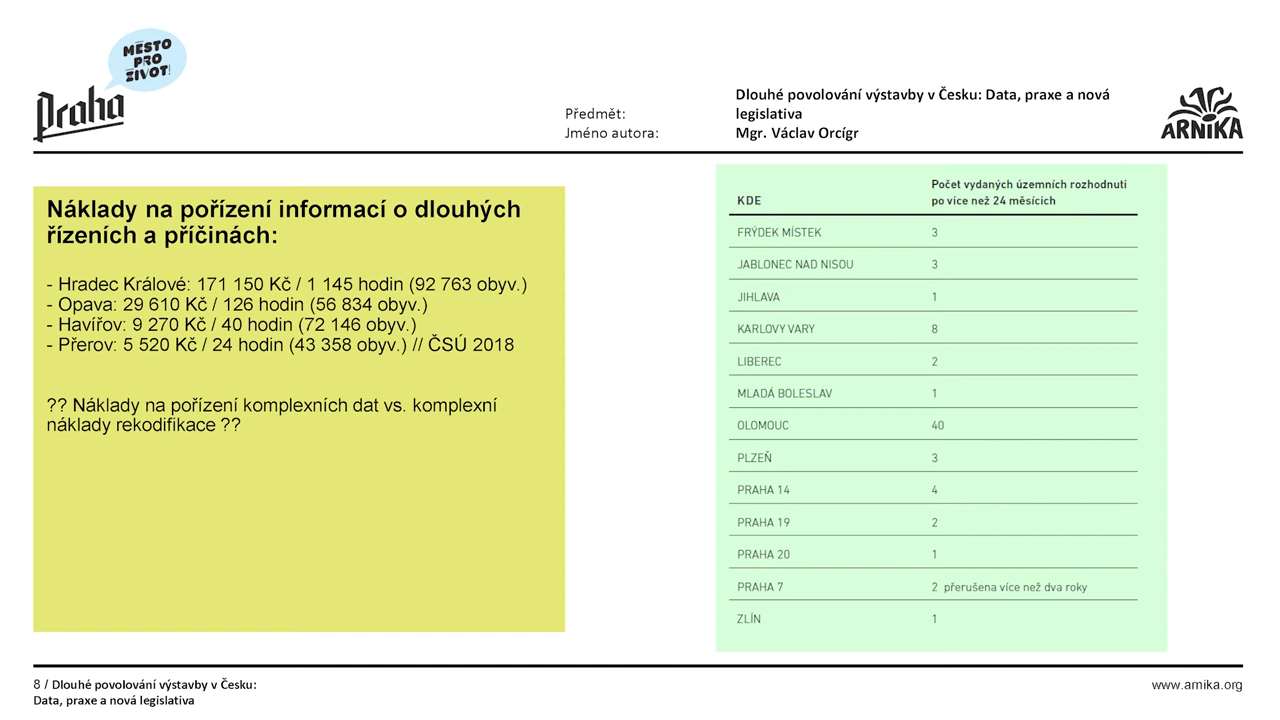 MĚSTO
PRO
ŽIVOT!
Praha
Předmět:
Jméno autora:
Dlouhé povolování výstavby v Česku: Data, praxe a nová
legislativa
Mgr. Václav Orcígr
ARNIKA
Náklady na pořízení informací o dlouhých
řízeních a příčinách:
- Hradec Králové: 171 150 Kč / 1 145 hodin (92 763 obyv.)
- Opava: 29 610 Kč / 126 hodin (56 834 obyv.)
- Havířov: 9 270 Kč / 40 hodin (72 146 obyv.)
- Přerov: 5 520 Kč / 24 hodin (43 358 obyv.) // ČSÚ 2018
?? Náklady na pořízení komplexních dat vs. komplexní
náklady rekodifikace ??
Počet vydaných územních rozhodnutí
KDE po více než 24 měsících
FRÝDEK MÍSTEK 3
JABLONEC NAD NISOU 3
JIHLAVA 1
KARLOVY VARY 8
LIBEREC 2
MLADÁ BOLESLAV 1
OLOMOUC 40
PLZEŇ 3
PRAHA 14 4
PRAHA 19 2
PRAHA 20 1
PRAHA 7 2 přerušena více než dva roky
ZLÍN 1
8 / Dlouhé povolování výstavby v Česku:
Data, praxe a nová legislativa
www.arnika.org